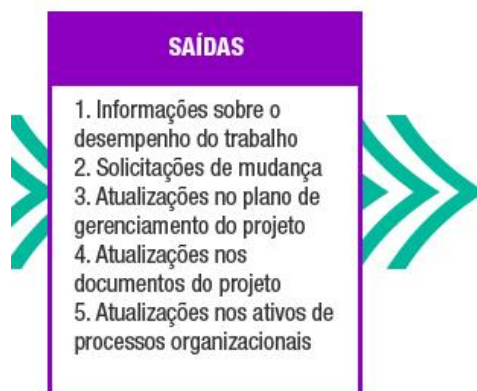 SAÍDAS
1. Informações sobre o
desempenho do trabalho
2. Solicitações de mudança
3. Atualizações no plano de
gerenciamento do projeto
4. Atualizações nos
documentos do projeto
5. Atualizações nos ativos de
processos organizacionais